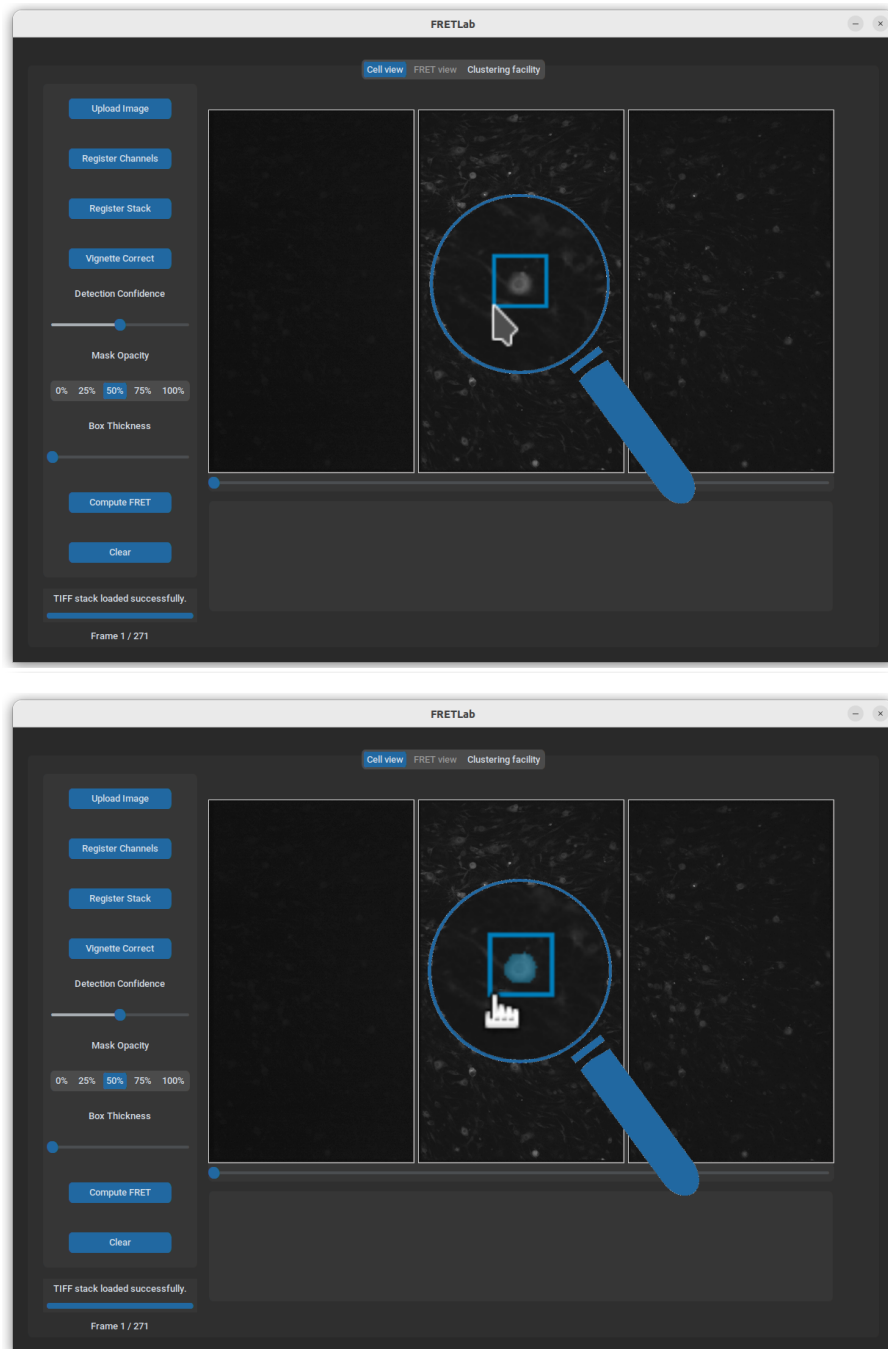 FRETLab
Cell view FRET view Clustering facility
Upload Image
Register Channels
Register Stack
Vignette Correct
Detection Confidence
Mask Opacity
0% 25% 50% 75% 100%
Box Thickness
Compute FRET
Clear
TIFF stack loaded successfully.
Frame 1 / 271
FRETLab
Cell view FRET view Clustering facility
Upload Image
Register Channels
Register Stack
Vignette Correct
Detection Confidence
Mask Opacity
0% 25% 50% 75% 100%
Box Thickness
Compute FRET
Clear
TIFF stack loaded successfully.
Frame 1 / 271